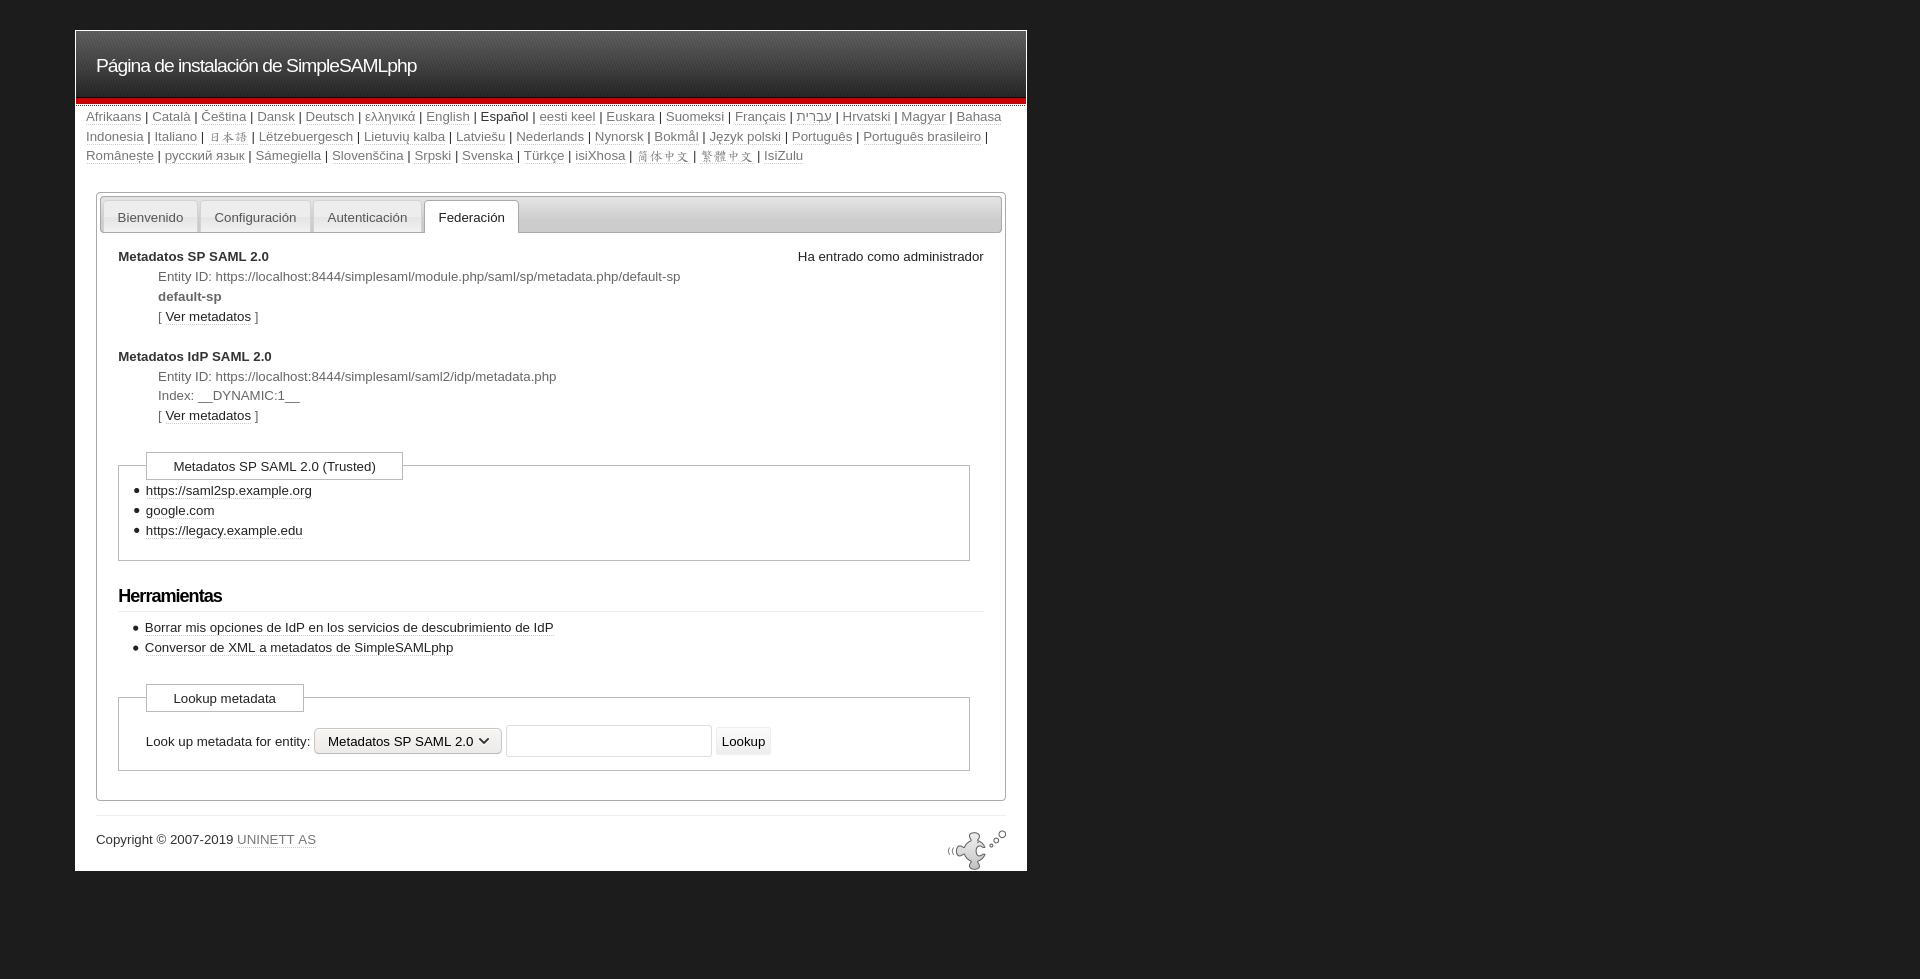 Página de instalación de SimpleSAMLphp
Afrikaans | Català | Čeština | Dansk | Deutsch | ελληνικά | English | Español | eesti keel | Euskara | Suomeksi | Français | עִבְרִית | Hrvatski | Magyar | Bahasa
Indonesia | Italiano | 日本語 | Lëtzebuergesch | Lietuvių kalba | Latviešu | Nederlands | Nynorsk | Bokmål | Język polski | Português | Português brasileiro |
Românește | русский язык | Sámegiella | Slovenščina | Srpski | Svenska | Türkçe | isiXhosa | 简体中文 | 繁體中文 | IsiZulu
Bienvenido Configuración Autenticación Federación
Metadatos SP SAML 2.0 Ha entrado como administrador
Entity ID: https://localhost:8444/simplesaml/module.php/saml/sp/metadata.php/default-sp
default-sp
[ Ver metadatos ]
Metadatos IdP SAML 2.0
Entity ID: https://localhost:8444/simplesaml/saml2/idp/metadata.php
Index: __DYNAMIC:1__
[ Ver metadatos ]
Metadatos SP SAML 2.0 (Trusted)
• https://saml2sp.example.org
• google.com
• https://legacy.example.edu
Herramientas
• Borrar mis opciones de IdP en los servicios de descubrimiento de IdP
• Conversor de XML a metadatos de SimpleSAMLphp
Lookup metadata
Look up metadata for entity: Metadatos SP SAML 2.0 Lookup
Copyright © 2007-2019 UNINETT AS